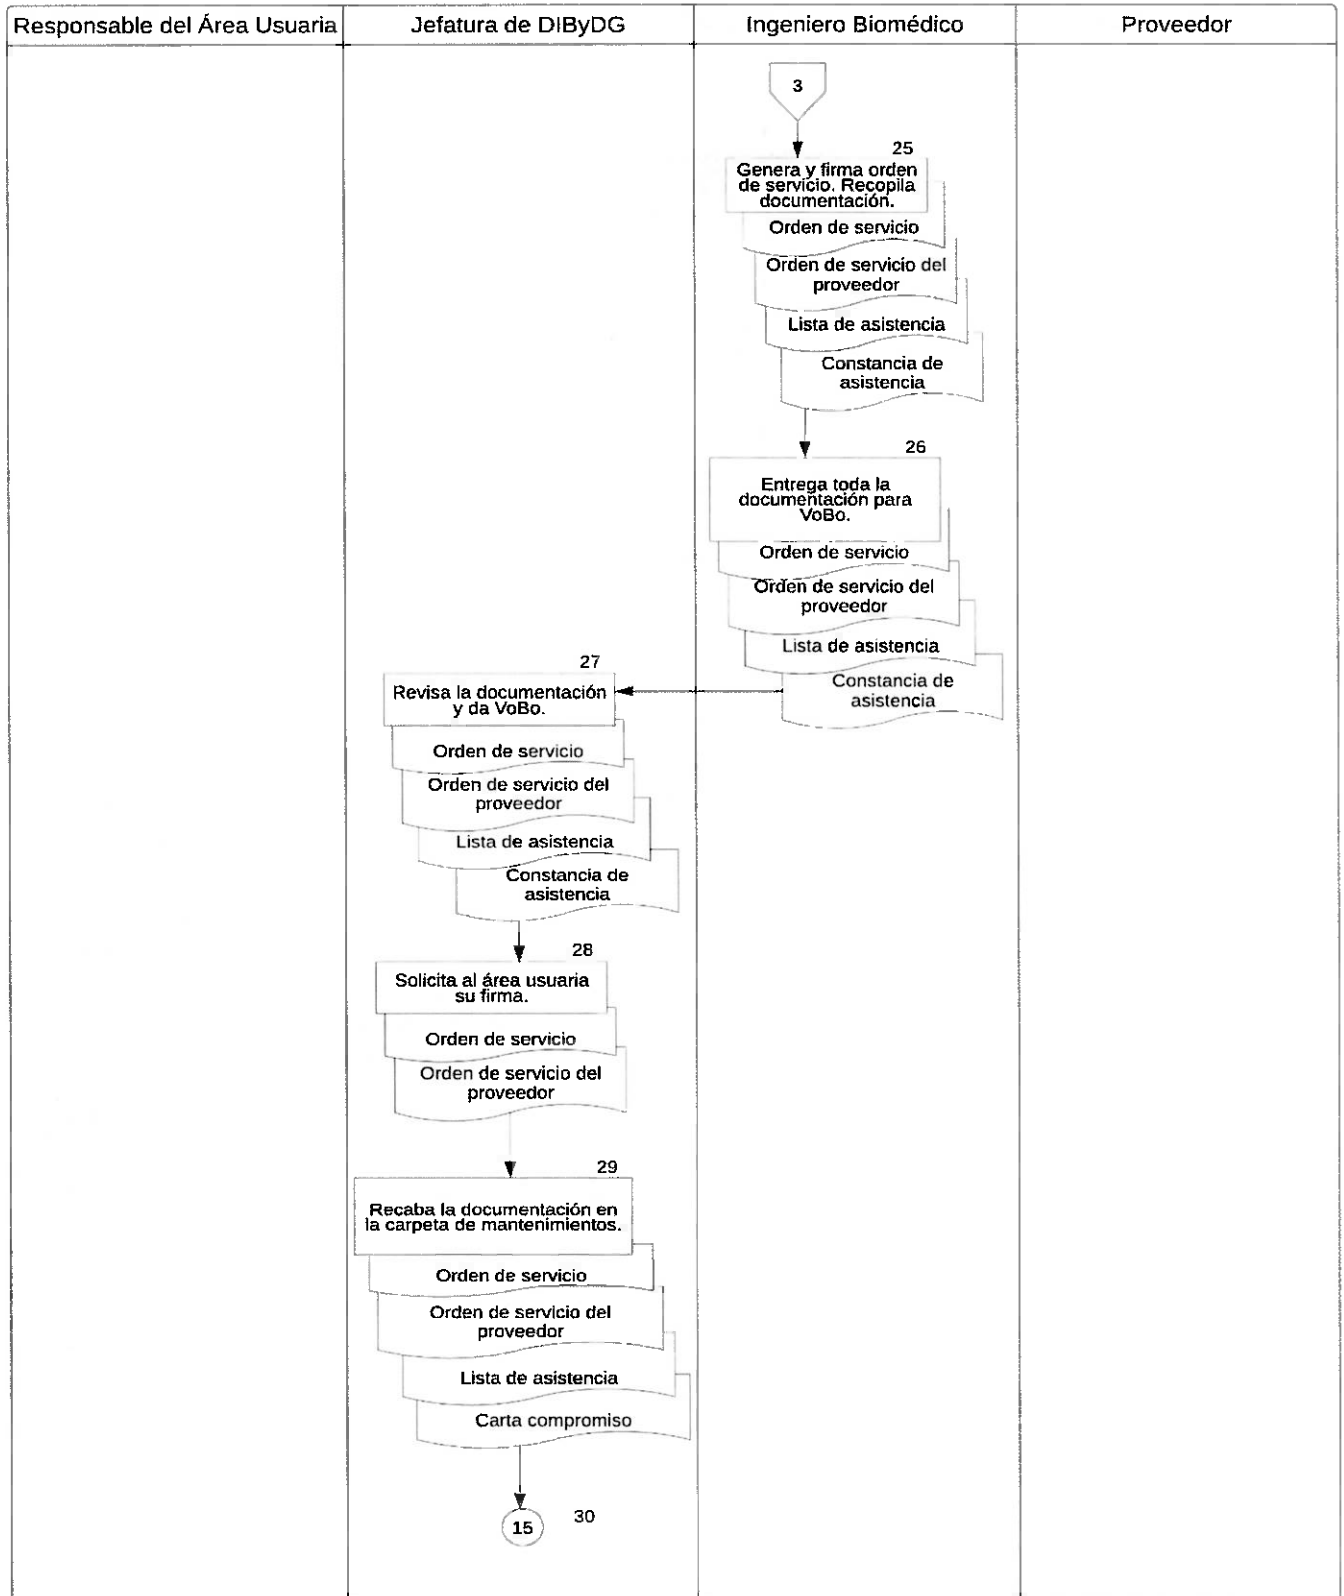 Responsable del Área Usuaria
Jefatura de DIByDG
Ingeniero Biomédico
Proveedor
3
25
Genera y firma orden
de servicio. Recopila
documentación.
Orden de servicio
Orden de servicio del
proveedor
Lista de asistencia
Constancia de
asistencia
26
Entrega toda la
documentación para
VoBo.
Orden de servicio
Orden de servicio del
proveedor
Lista de asistencia
Constancia de
asistencia
27
Revisa la documentación
y da VoBo.
Orden de servicio
Orden de servicio del
proveedor
Lista de asistencia
Constancia de
asistencia
28
Solicita al área usuaria
su firma.
Orden de servicio
Orden de servicio del
proveedor
29
Recaba la documentación en
la carpeta de mantenimientos.
Orden de servicio
Orden de servicio del
proveedor
Lista de asistencia
Carta compromiso
15
30